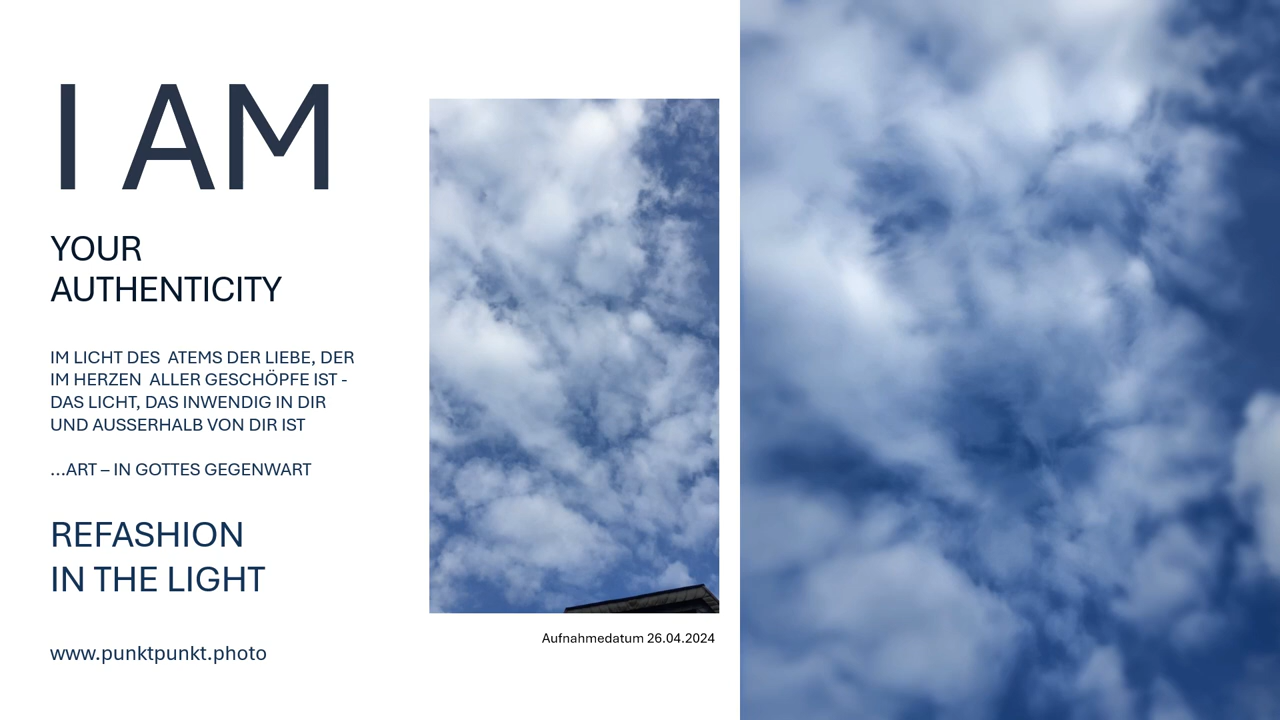 I AM
YOUR
AUTHENTICITY
IM LICHT DES  ATEMS DER LIEBE, DER
IM HERZEN  ALLER GESCHÖPFE IST -
DAS LICHT, DAS INWENDIG IN DIR
UND AUSSERHALB VON DIR IST
...ART – IN GOTTES GEGENWART
REFASHION
IN THE LIGHT
www.punktpunkt.photo
Aufnahmedatum 26.04.2024